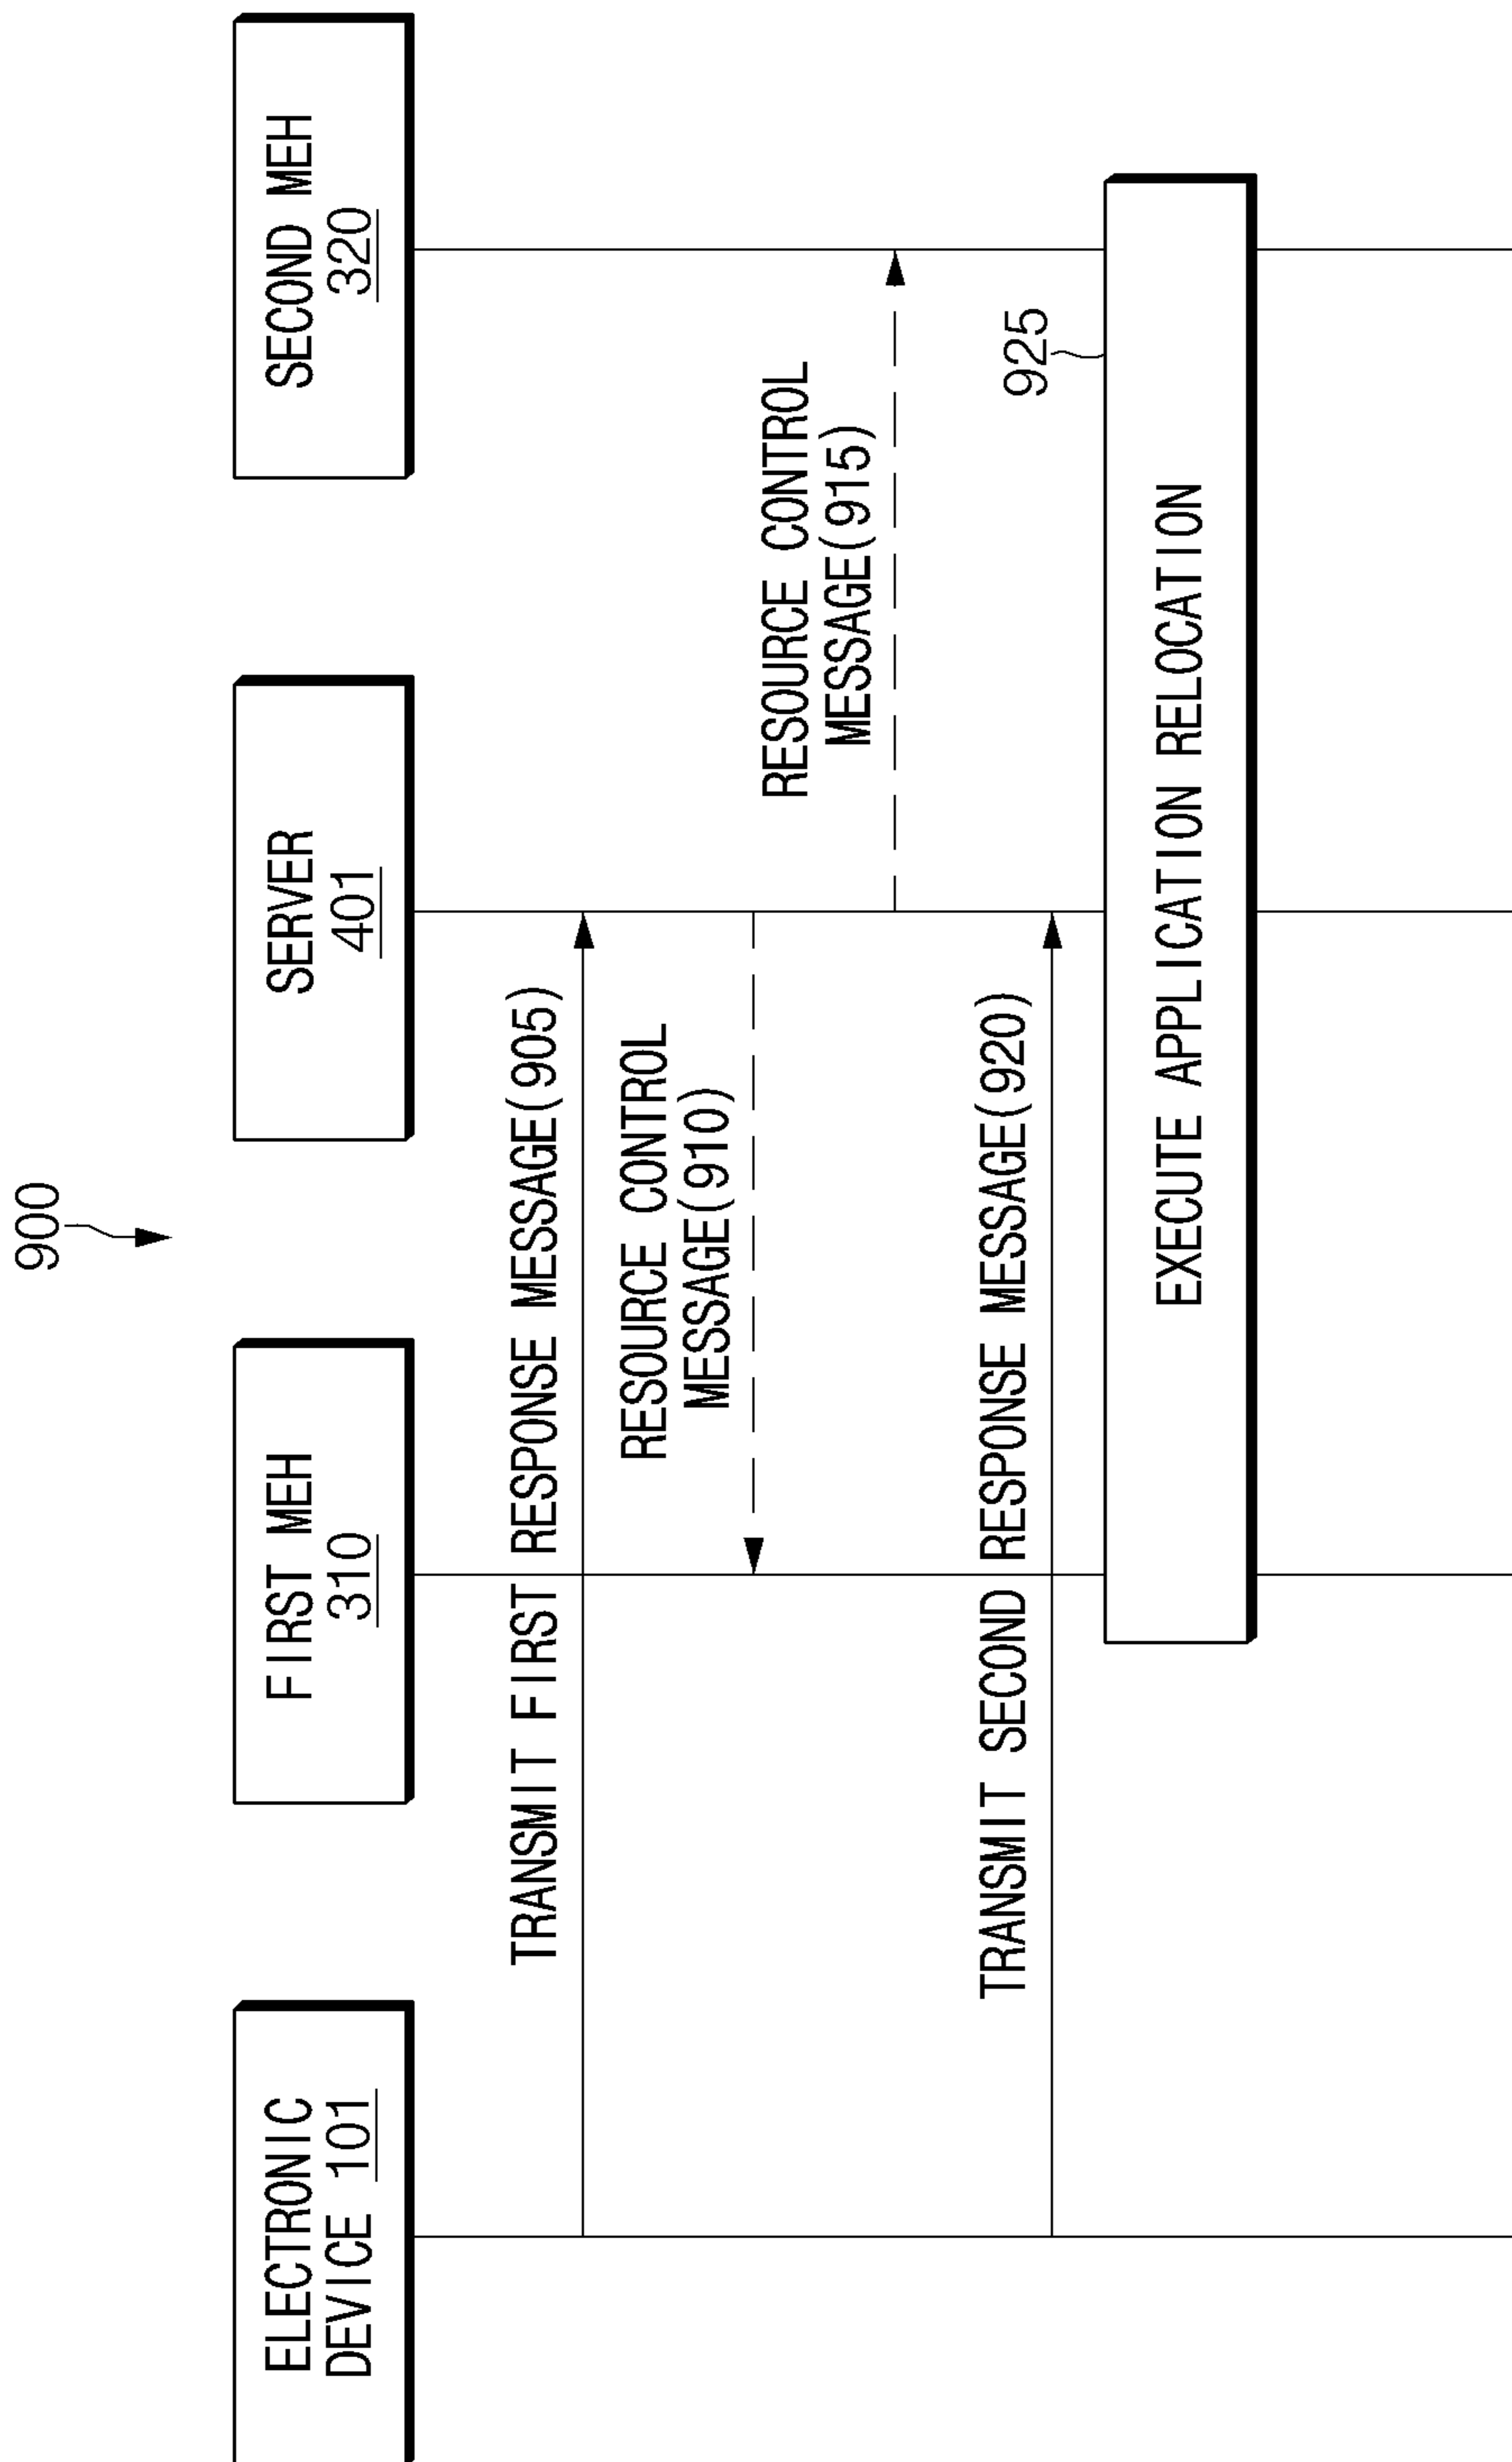 900
ELECTRONIC
DEVICE 101
FIRST MEH
310
SERVER
401
SECOND MEH
320
TRANSMIT FIRST RESPONSE MESSAGE(905)
RESOURCE CONTROL
MESSAGE(910)
RESOURCE CONTROL
MESSAGE(915)
TRANSMIT SECOND RESPONSE MESSAGE(920)
925
EXECUTE APPLICATION RELOCATION